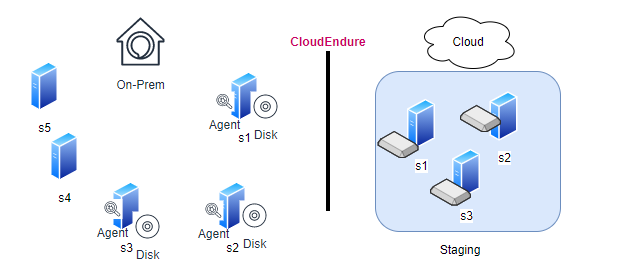 CloudEndure
Cloud
On-Prem
s5
Agent
s1
Disk
s4
Agent
s3
Disk
Agent
s2
Disk
s1
s2
s3
Staging